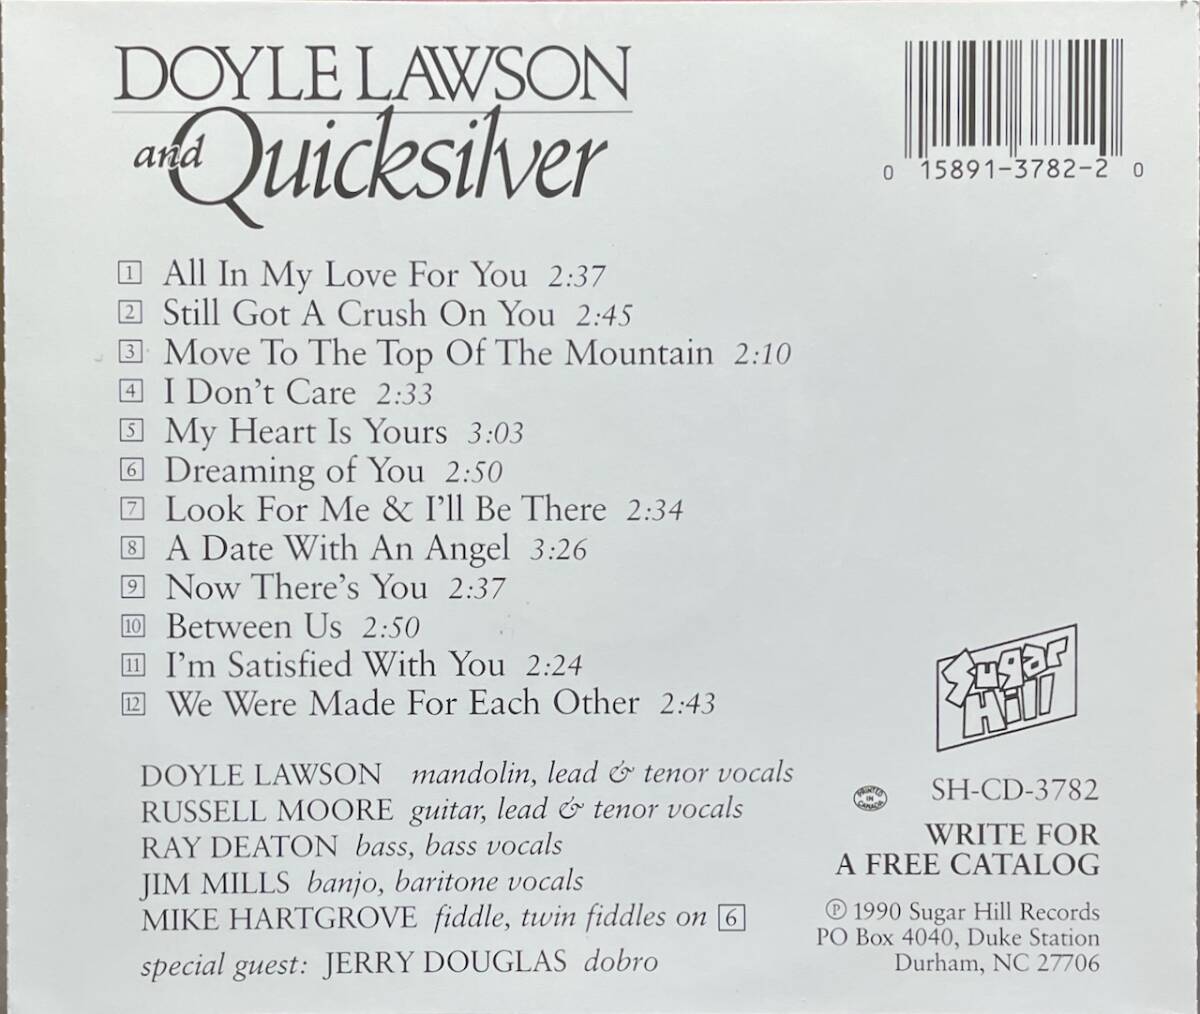 DOYLE LAWSON
and Quicksilver
0 15891-3782-2 0
1 All In My Love For You 2:37
2 Still Got A Crush On You 2:45
3 Move To The Top Of The Mountain 2:10
4 I Don't Care 2:33
5 My Heart Is Yours 3:03
6 Dreaming of You 2:50
7 Look For Me & I'll Be There 2:34
8 A Date With An Angel 3:26
9 Now There's You 2:37
10 Between Us 2:50
11 I'm Satisfied With You 2:24
12 We Were Made For Each Other 2:43
DOYLE LAWSON mandolin, lead & tenor vocals
RUSSELL MOORE guitar, lead & tenor vocals
RAY DEATON bass, bass vocals
JIM MILLS banjo, baritone vocals
MIKE HARTGROVE fiddle, twin fiddles on 6
special guest: JERRY DOUGLAS dobro
Sugar
Hill
PRINTED
IN
CANADA
SH-CD-3782
WRITE FOR
A FREE CATALOG
℗ 1990 Sugar Hill Records
PO Box 4040, Duke Station
Durham, NC 27706